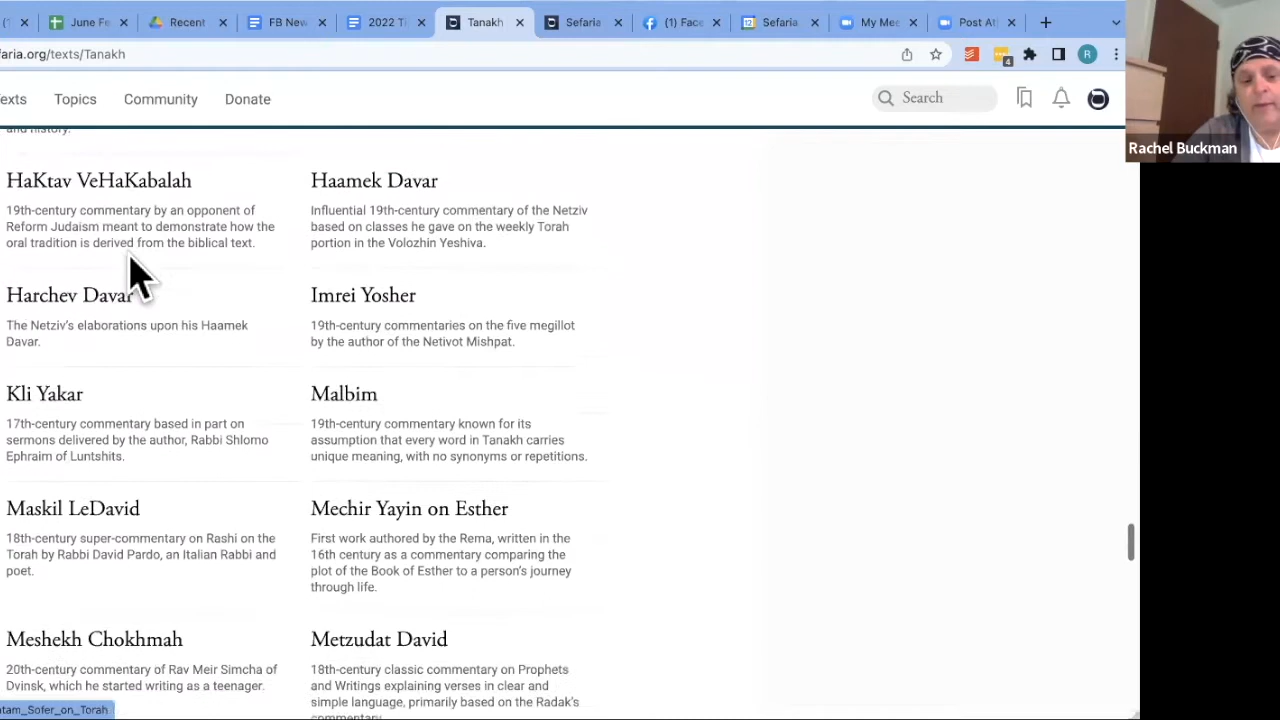 June Fe
Recent
FB New
2022 Ti
Tanakh
Sefaria
(1) Face
Sefaria
My Mee
Post At
faria.org/texts/Tanakh
4
R
exts
Topics
Community
Donate
Search
Rachel Buckman
and history.
HaKtav VeHaKabalah
19th-century commentary by an opponent of
Reform Judaism meant to demonstrate how the
oral tradition is derived from the biblical text.
Haamek Davar
Influential 19th-century commentary of the Netziv
based on classes he gave on the weekly Torah
portion in the Volozhin Yeshiva.
Harchev Davar
The Netziv's elaborations upon his Haamek
Davar.
Imrei Yosher
19th-century commentaries on the five megillot
by the author of the Netivot Mishpat.
Kli Yakar
17th-century commentary based in part on
sermons delivered by the author, Rabbi Shlomo
Ephraim of Luntshits.
Malbim
19th-century commentary known for its
assumption that every word in Tanakh carries
unique meaning, with no synonyms or repetitions.
Maskil LeDavid
18th-century super-commentary on Rashi on the
Torah by Rabbi David Pardo, an Italian Rabbi and
poet.
Mechir Yayin on Esther
First work authored by the Rema, written in the
16th century as a commentary comparing the
plot of the Book of Esther to a person's journey
through life.
Meshekh Chokhmah
20th-century commentary of Rav Meir Simcha of
Dvinsk, which he started writing as a teenager.
Metzudat David
18th-century classic commentary on Prophets
and Writings explaining verses in clear and
simple language, primarily based on the Radak's
commentary.
atam_Sofer_on_Torah